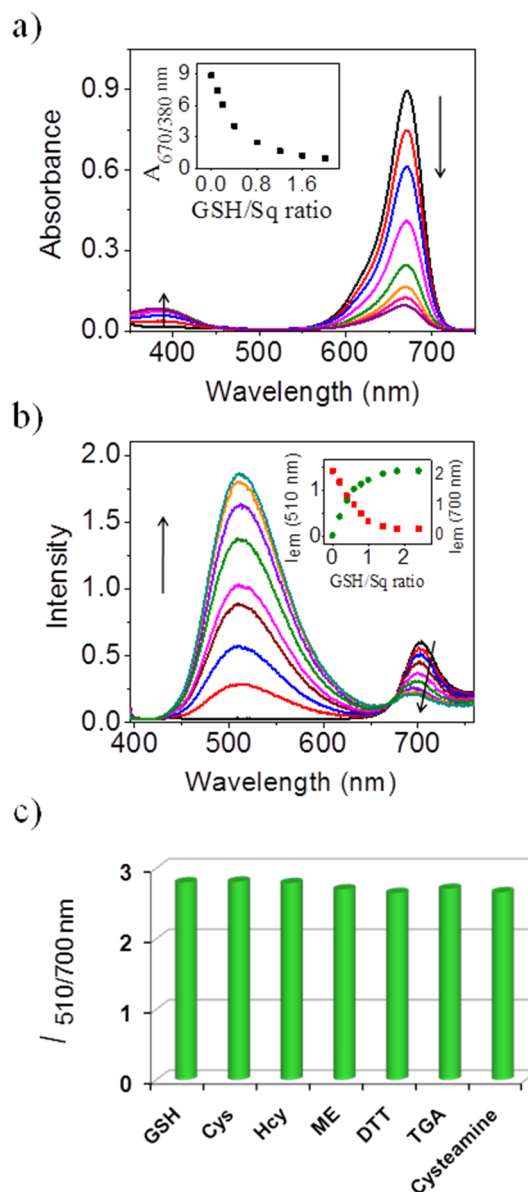 a)
Absorbance
0.9
0.6
0.3
0.0
A 670/380 nm
9
6
3
0
0.0 0.8 1.6
GSH/Sq ratio
400 500 600 700
Wavelength (nm)
b)
Intensity
2.0
1.5
1.0
0.5
0.0
Iem (510 nm)
1
0
2
1
0
Iem (700 nm)
0 1 2
GSH/Sq ratio
400 500 600 700
Wavelength (nm)
c)
I 510/700 nm
3
2
1
0
GSH Cys Hcy ME DTT TGA Cysteamine